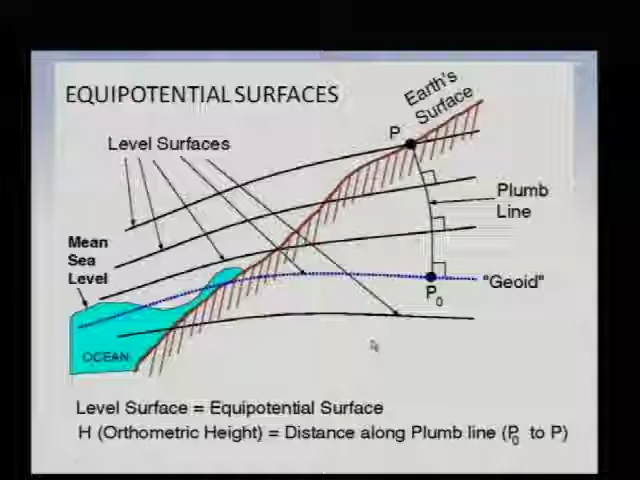 EQUIPOTENTIAL SURFACES
Earth's
Surface
P
Level Surfaces
Plumb
Line
Mean
Sea
Level
"Geoid"
P0
OCEAN
Level Surface = Equipotential Surface
H (Orthometric Height) = Distance along Plumb line (P0 to P)